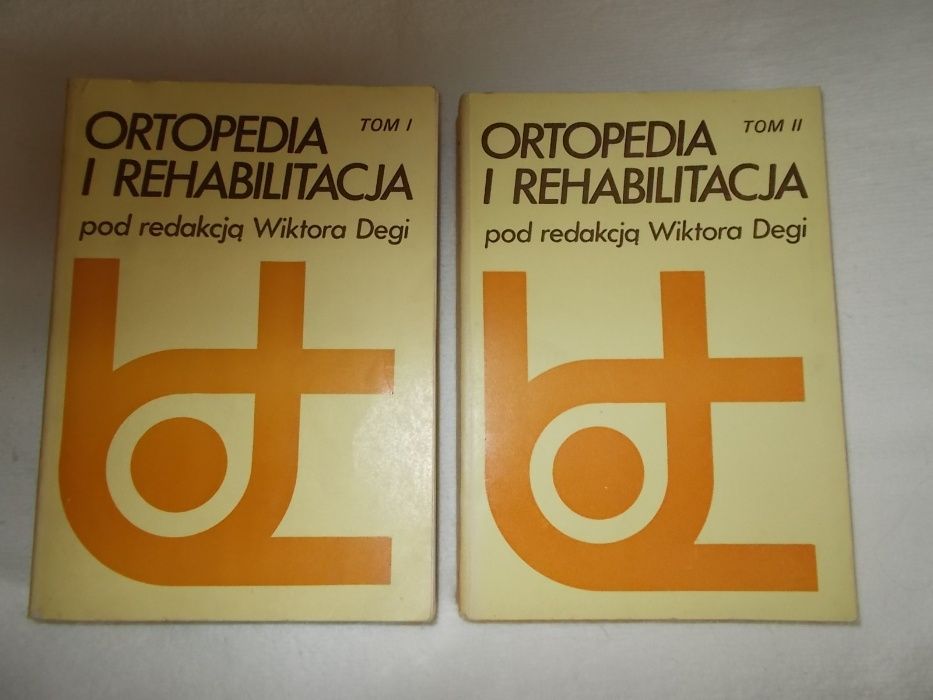 ORTOPEDIA TOM I
I REHABILITACJA
pod redakcją Wiktora Degi
ORTOPEDIA TOM II
I REHABILITACJA
pod redakcją Wiktora Degi